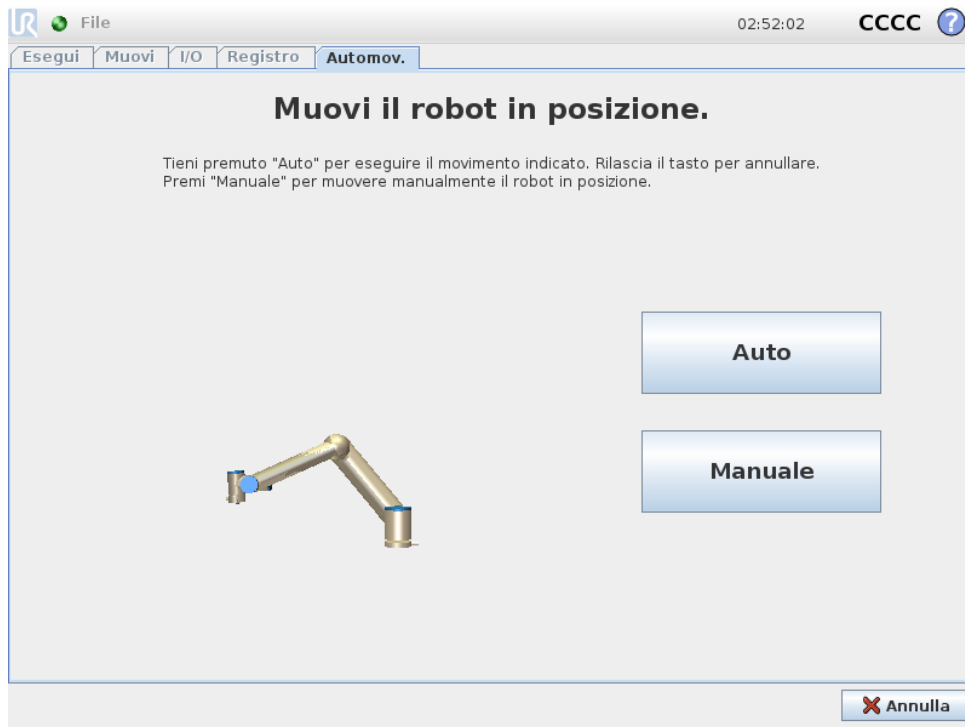 UR File 02:52:02 CCCC ?
Esegui Muovi I/O Registro Automov.
Muovi il robot in posizione.
Tieni premuto "Auto" per eseguire il movimento indicato. Rilascia il tasto per annullare.
Premi "Manuale" per muovere manualmente il robot in posizione.
Auto
Manuale
Annulla